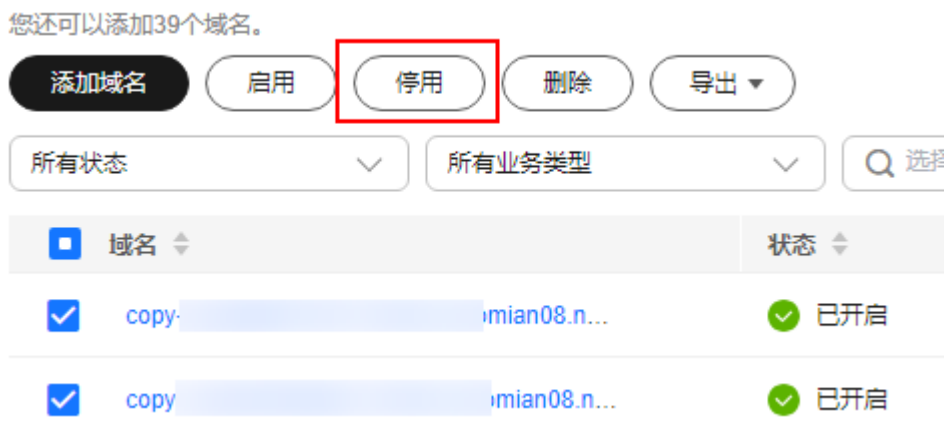 您还可以添加39个域名。
添加域名 启用 停用 删除 导出
所有状态 所有业务类型 选择
域名 状态
copy- mian08.n... 已开启
copy mian08.n... 已开启